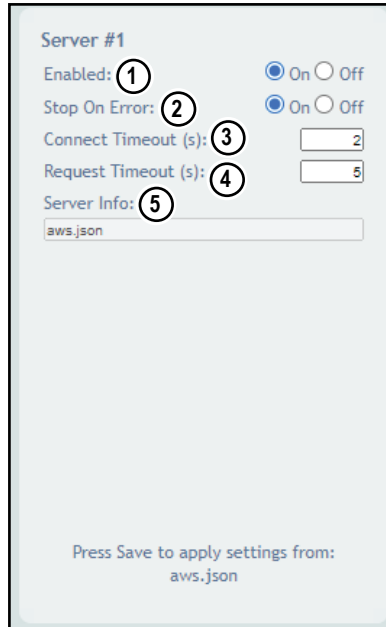 Server #1
Enabled: 1 On Off
Stop On Error: 2 On Off
Connect Timeout (s): 3 2
Request Timeout (s): 4 5
Server Info: 5
aws.json
Press Save to apply settings from:
aws.json